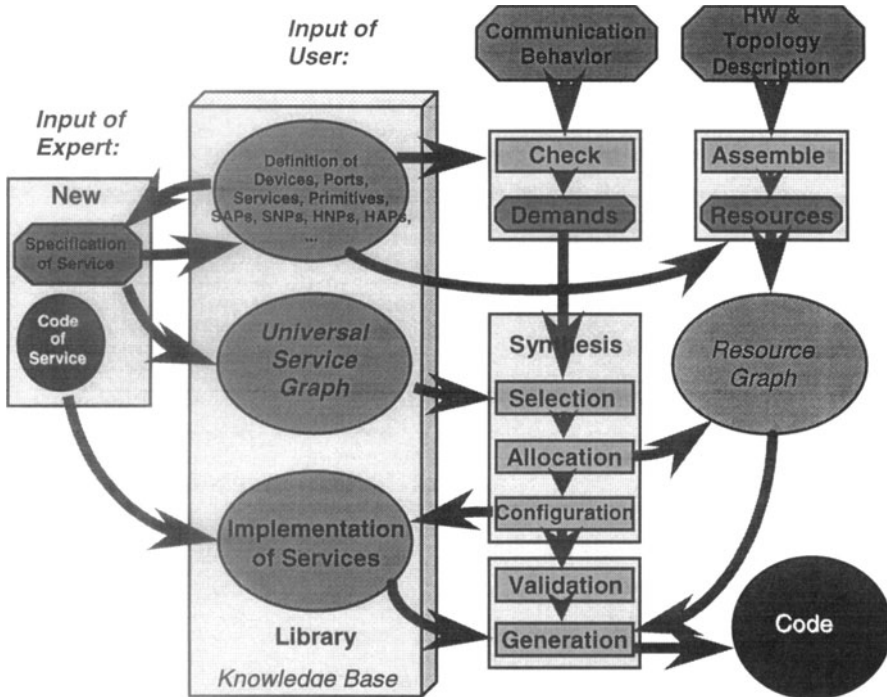 Input of
User:
Communication
Behavior
HW &
Topology
Description
Input of
Expert:
New
Specification
of Service
Code
of
Service
Definition of
Devices, Ports,
Services, Primitives,
SAPs, SNPs, HNPs, HAPs,
...
Universal
Service
Graph
Implementation
of Services
Library
Knowledge Base
Check
Demands
Assemble
Resources
Synthesis
Selection
Allocation
Configuration
Validation
Generation
Resource
Graph
Code